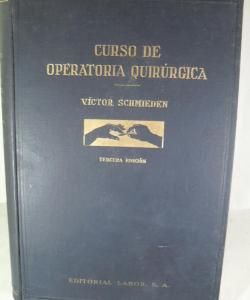 CURSO DE
OPERATORIA QUIRÚRGICA
VÍCTOR SCHMIEDEN
TERCERA EDICIÓN
EDITORIAL LABOR, S. A.